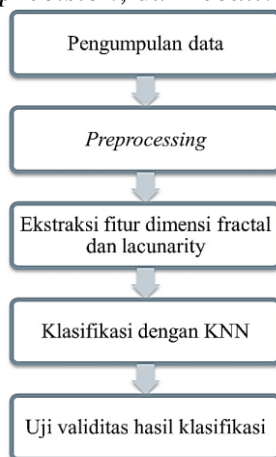 Pengumpulan data
Preprocessing
Ekstraksi fitur dimensi fractal
dan lacunarity
Klasifikasi dengan KNN
Uji validitas hasil klasifikasi